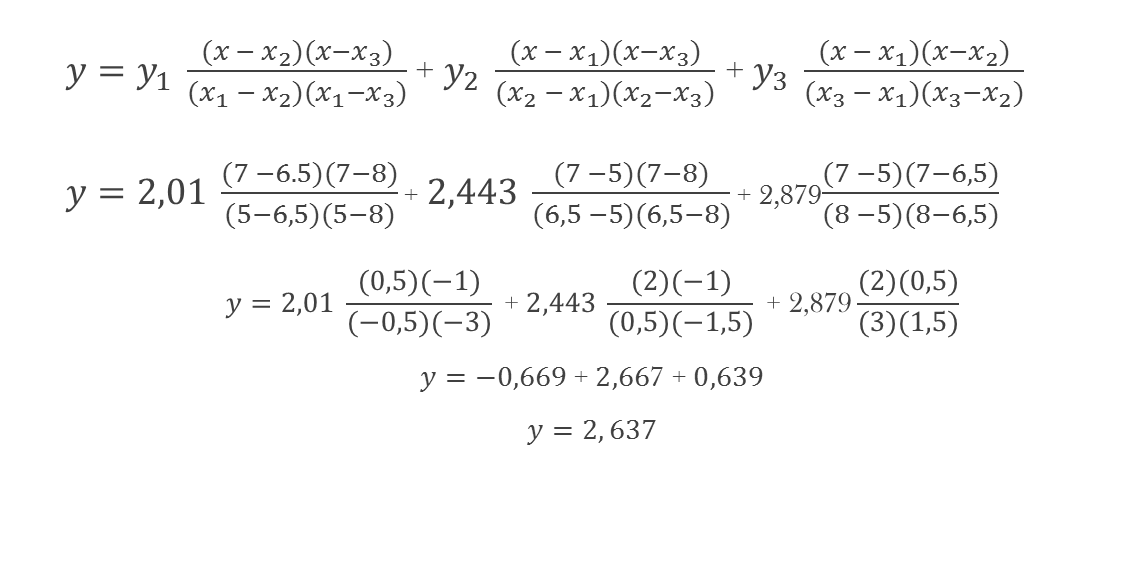 y = y₁ (x − x₂)(x−x₃)/(x₁ − x₂)(x₁−x₃) + y₂ (x − x₁)(x−x₃)/(x₂ − x₁)(x₂−x₃) + y₃ (x − x₁)(x−x₂)/(x₃ − x₁)(x₃−x₂)
y = 2,01 (7 −6.5)(7−8)/(5−6,5)(5−8) + 2,443 (7 −5)(7−8)/(6,5 −5)(6,5−8) + 2,879 (7 −5)(7−6,5)/(8 −5)(8−6,5)
y = 2,01 (0,5)(−1)/(−0,5)(−3) + 2,443 (2)(−1)/(0,5)(−1,5) + 2,879 (2)(0,5)/(3)(1,5)
y = −0,669 + 2,667 + 0,639
y = 2,637